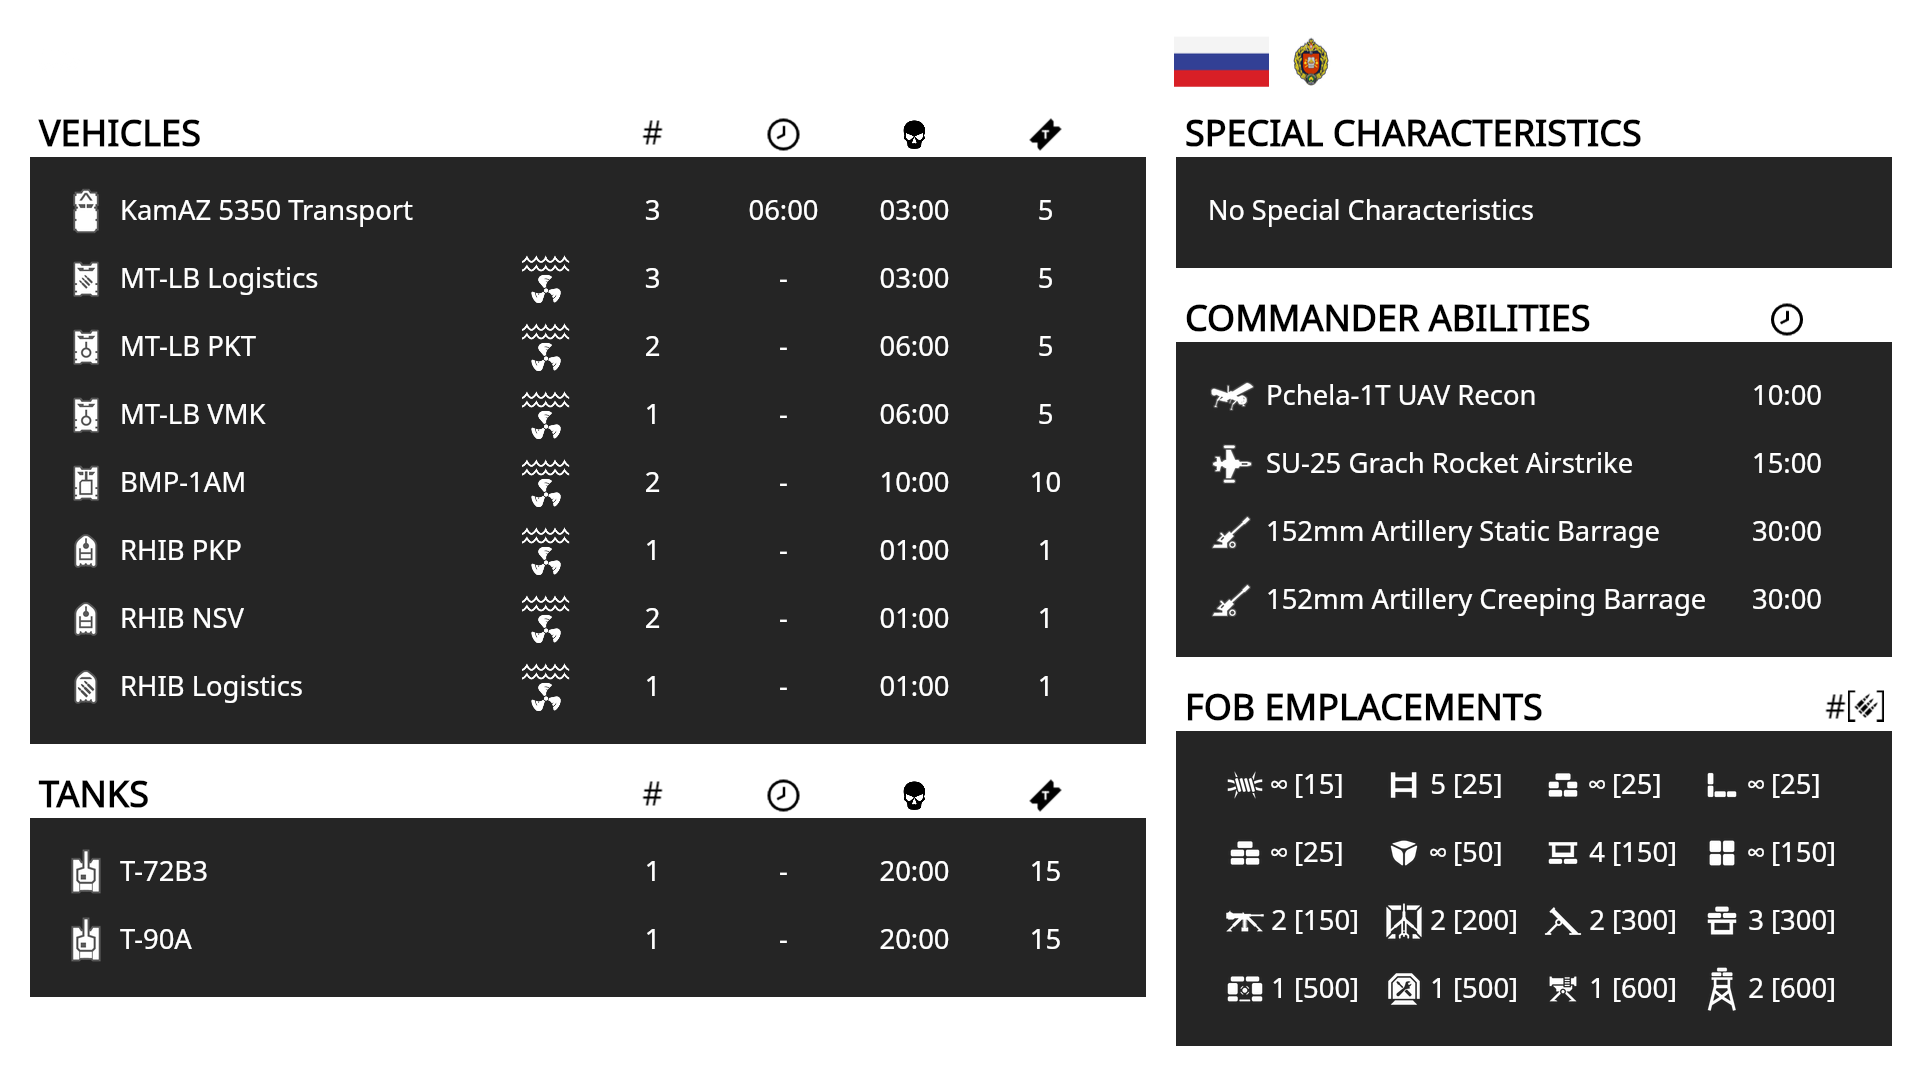 VEHICLES #
KamAZ 5350 Transport 3 06:00 03:00 5
MT-LB Logistics 3 - 03:00 5
MT-LB PKT 2 - 06:00 5
MT-LB VMK 1 - 06:00 5
BMP-1AM 2 - 10:00 10
RHIB PKP 1 - 01:00 1
RHIB NSV 2 - 01:00 1
RHIB Logistics 1 - 01:00 1
TANKS #
T-72B3 1 - 20:00 15
T-90A 1 - 20:00 15
SPECIAL CHARACTERISTICS
No Special Characteristics
COMMANDER ABILITIES
Pchela-1T UAV Recon 10:00
SU-25 Grach Rocket Airstrike 15:00
152mm Artillery Static Barrage 30:00
152mm Artillery Creeping Barrage 30:00
FOB EMPLACEMENTS #[ ]
∞ [15] 5 [25] ∞ [25] ∞ [25]
∞ [25] ∞ [50] 4 [150] ∞ [150]
2 [150] 2 [200] 2 [300] 3 [300]
1 [500] 1 [500] 1 [600] 2 [600]